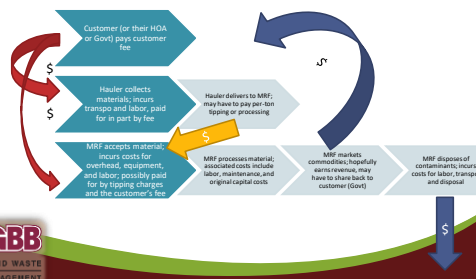 Customer (or their HOA
or Govt) pays customer
fee
$
$
$
Hauler collects
materials; incurs
transpo and labor, paid
for in part by fee
Hauler delivers to MRF;
may have to pay per-ton
tipping or processing
$
MRF accepts material;
incurs costs for
overhead, equipment,
and labor; possibly paid
for by tipping charges
and the customer's fee
MRF processes material;
associated costs include
labor, maintenance, and
original capital costs
MRF markets
commodities; hopefully
earns revenue, may
have to share back to
customer (Govt)
MRF disposes of
contaminants; incurs
costs for labor, transpo
and disposal
$
GBB
D WASTE
AGEMENT